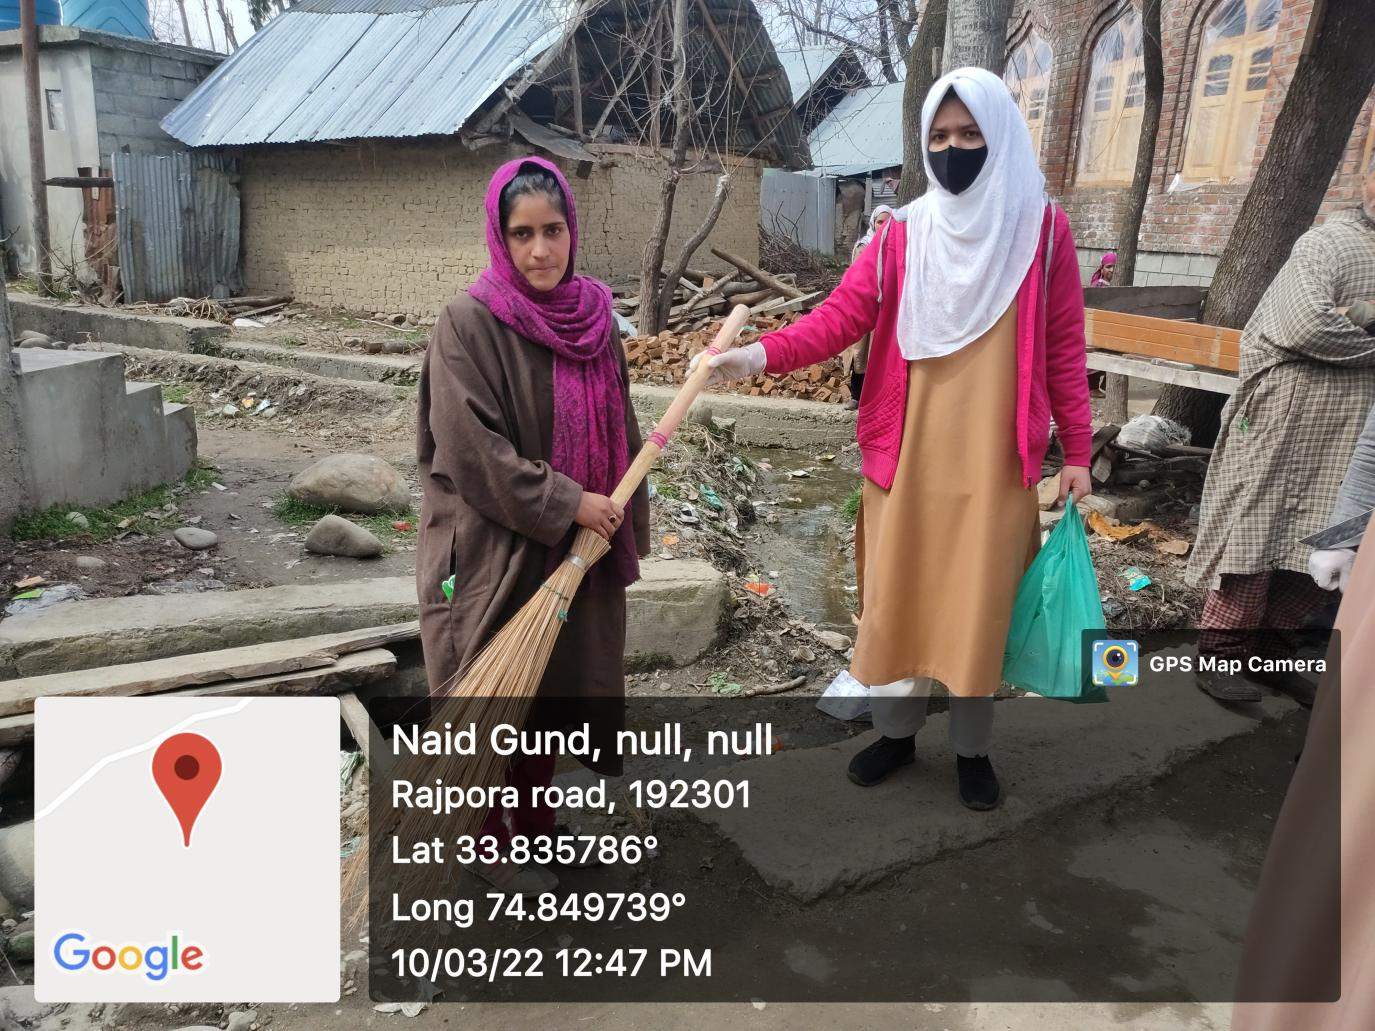 GPS Map Camera
Naid Gund, null, null
Rajpora road, 192301
Lat 33.835786°
Long 74.849739°
10/03/22 12:47 PM
Google